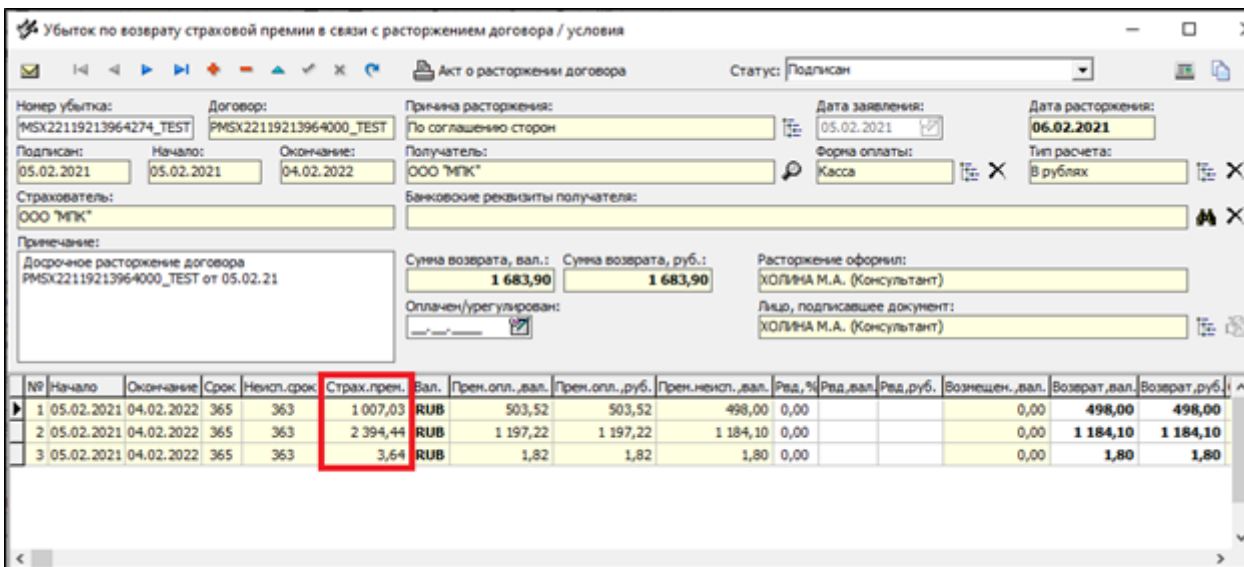 Убыток по возврату страховой премии в связи с расторжением договора / условия
Акт о расторжении договора Статус: Подписан
Номер убытка: Договор: Причина расторжения: Дата заявления: Дата расторжения:
MSX22119213964274_TEST PMSX22119213964000_TEST По соглашению сторон 05.02.2021 06.02.2021
Подписан: Начало: Окончание: Получатель: Форма оплаты: Тип расчета:
05.02.2021 05.02.2021 04.02.2022 ООО "МПК" Касса В рублях
Страхователь: Банковские реквизиты получателя:
ООО "МПК"
Примечание:
Досрочное расторжение договора Сумма возврата, вал.: Сумма возврата, руб.: Расторжение оформил:
PMSX22119213964000_TEST от 05.02.21 1 683,90 1 683,90 ХОЛИНА М.А. (Консультант)
Оплачен/урегулирован: Лицо, подписавшее документ:
__.__.____ ХОЛИНА М.А. (Консультант)
№ Начало Окончание Срок Неисп.срок Страх.прем. Вал. Прем.опл.,вал. Прем.опл.,руб. Прем.неисп.,вал. Рвд,% Рвд,вал. Рвд,руб. Возмещен.,вал. Возврат,вал. Возврат,руб.
1 05.02.2021 04.02.2022 365 363 1 007,03 RUB 503,52 503,52 498,00 0,00 0,00 498,00 498,00
2 05.02.2021 04.02.2022 365 363 2 394,44 RUB 1 197,22 1 197,22 1 184,10 0,00 0,00 1 184,10 1 184,10
3 05.02.2021 04.02.2022 365 363 3,64 RUB 1,82 1,82 1,80 0,00 0,00 1,80 1,80